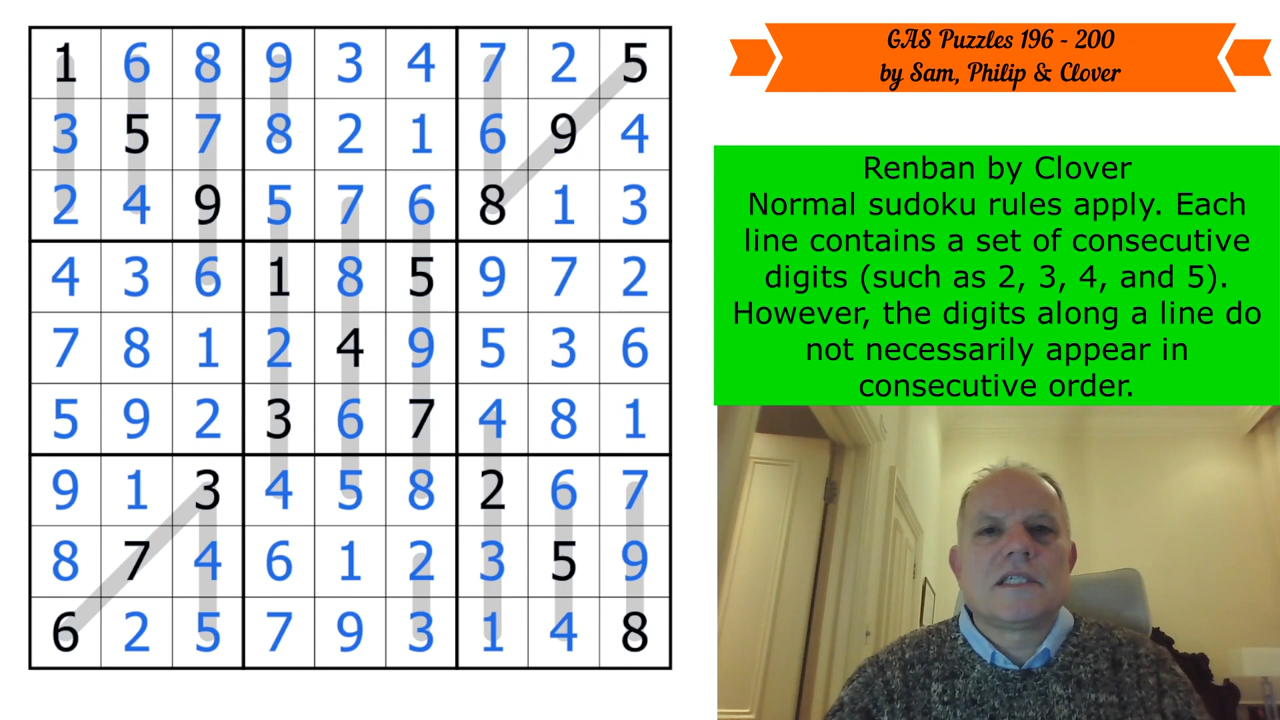 GAS Puzzles 196 - 200
by Sam, Philip & Clover
Renban by Clover
Normal sudoku rules apply. Each
line contains a set of consecutive
digits (such as 2, 3, 4, and 5).
However, the digits along a line do
not necessarily appear in
consecutive order.
1 6 8 9 3 4 7 2 5
3 5 7 8 2 1 6 9 4
2 4 9 5 7 6 8 1 3
4 3 6 1 8 5 9 7 2
7 8 1 2 4 9 5 3 6
5 9 2 3 6 7 4 8 1
9 1 3 4 5 8 2 6 7
8 7 4 6 1 2 3 5 9
6 2 5 7 9 3 1 4 8